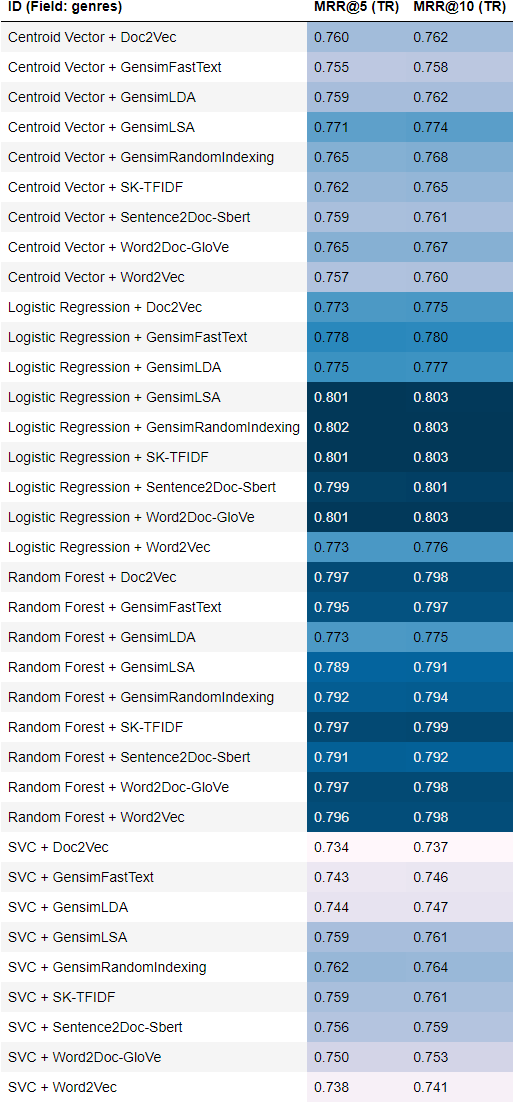 ID (Field: genres) MRR@5 (TR) MRR@10 (TR)
Centroid Vector + Doc2Vec 0.760 0.762
Centroid Vector + GensimFastText 0.755 0.758
Centroid Vector + GensimLDA 0.759 0.762
Centroid Vector + GensimLSA 0.771 0.774
Centroid Vector + GensimRandomIndexing 0.765 0.768
Centroid Vector + SK-TFIDF 0.762 0.765
Centroid Vector + Sentence2Doc-Sbert 0.759 0.761
Centroid Vector + Word2Doc-GloVe 0.765 0.767
Centroid Vector + Word2Vec 0.757 0.760
Logistic Regression + Doc2Vec 0.773 0.775
Logistic Regression + GensimFastText 0.778 0.780
Logistic Regression + GensimLDA 0.775 0.777
Logistic Regression + GensimLSA 0.801 0.803
Logistic Regression + GensimRandomIndexing 0.802 0.803
Logistic Regression + SK-TFIDF 0.801 0.803
Logistic Regression + Sentence2Doc-Sbert 0.799 0.801
Logistic Regression + Word2Doc-GloVe 0.801 0.803
Logistic Regression + Word2Vec 0.773 0.776
Random Forest + Doc2Vec 0.797 0.798
Random Forest + GensimFastText 0.795 0.797
Random Forest + GensimLDA 0.773 0.775
Random Forest + GensimLSA 0.789 0.791
Random Forest + GensimRandomIndexing 0.792 0.794
Random Forest + SK-TFIDF 0.797 0.799
Random Forest + Sentence2Doc-Sbert 0.791 0.792
Random Forest + Word2Doc-GloVe 0.797 0.798
Random Forest + Word2Vec 0.796 0.798
SVC + Doc2Vec 0.734 0.737
SVC + GensimFastText 0.743 0.746
SVC + GensimLDA 0.744 0.747
SVC + GensimLSA 0.759 0.761
SVC + GensimRandomIndexing 0.762 0.764
SVC + SK-TFIDF 0.759 0.761
SVC + Sentence2Doc-Sbert 0.756 0.759
SVC + Word2Doc-GloVe 0.750 0.753
SVC + Word2Vec 0.738 0.741